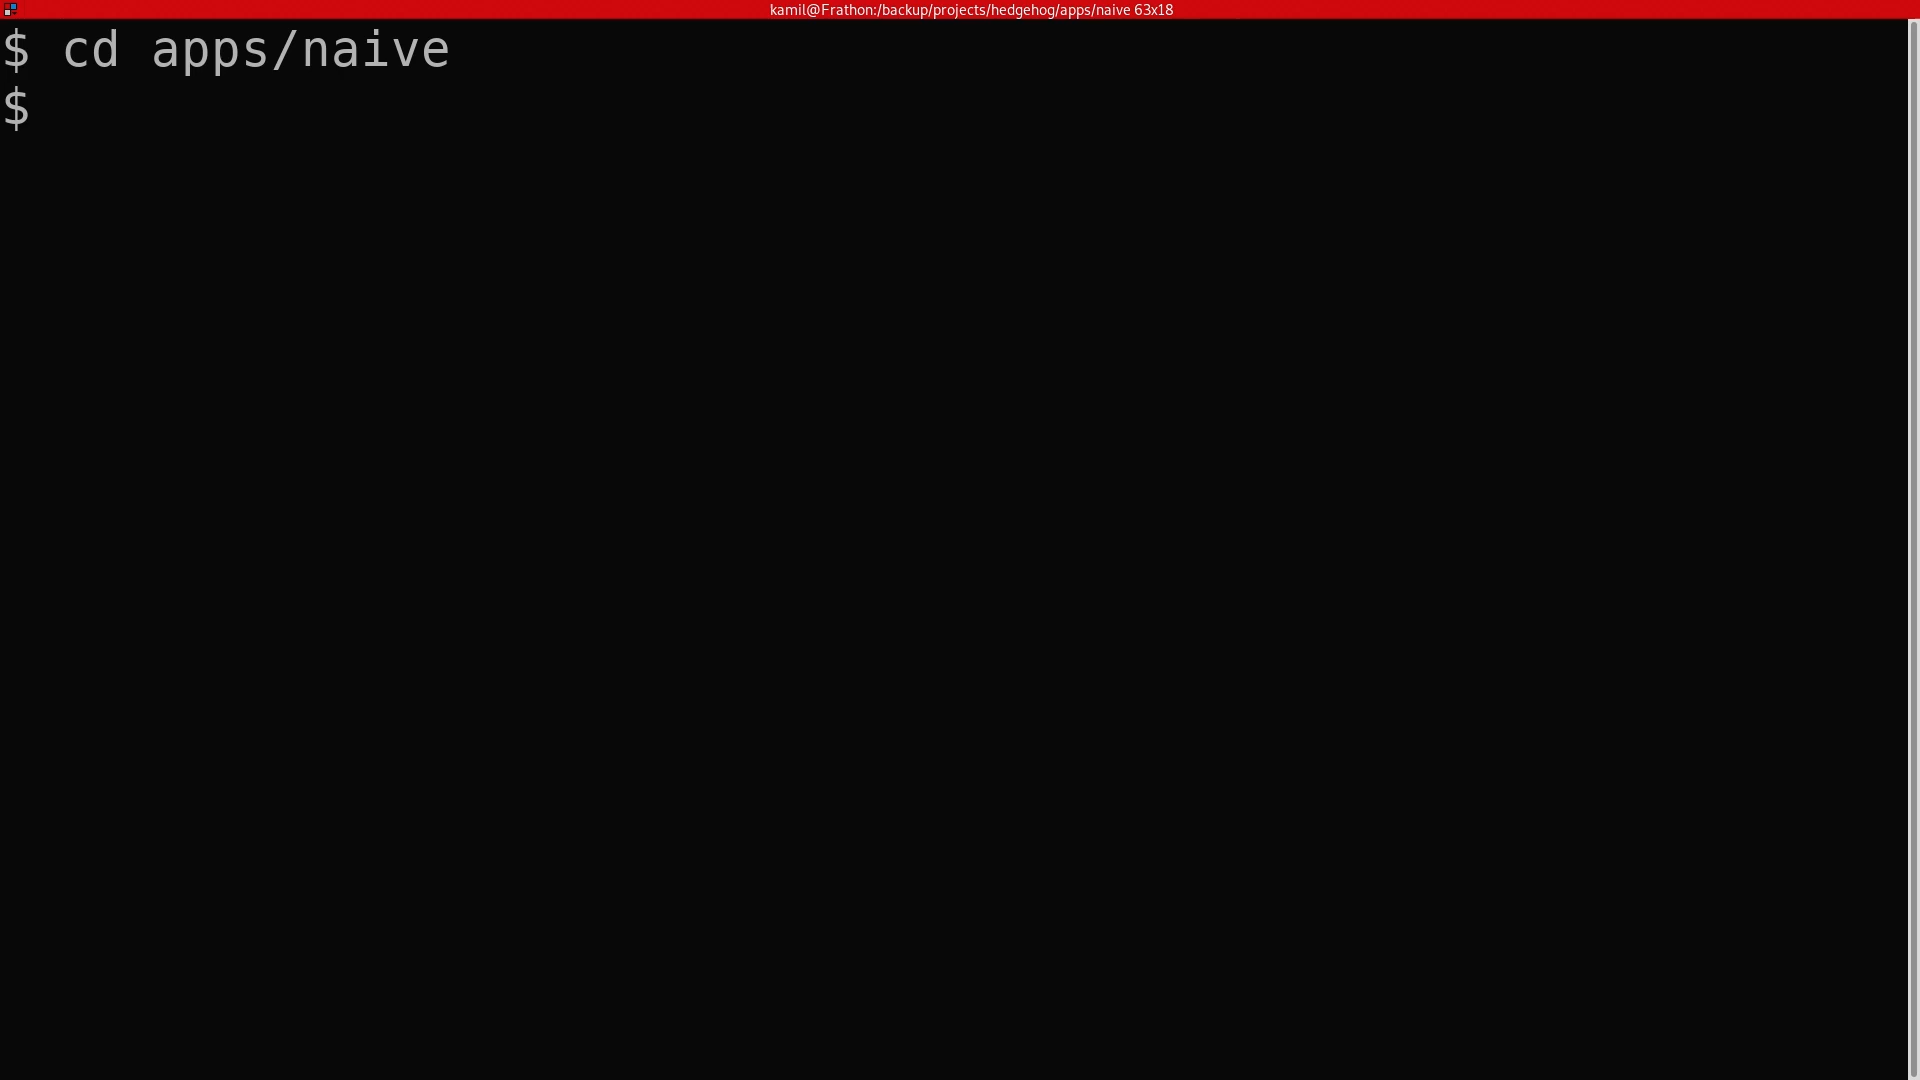 kamil@Frathon:/backup/projects/hedgehog/apps/naive 63x18
$ cd apps/naive
$